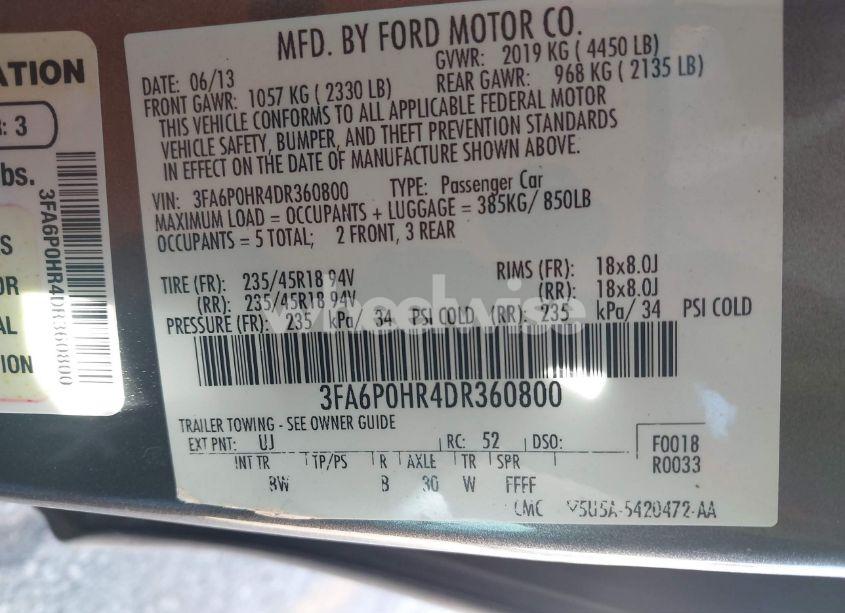 ATION
: 3
bs.
S
OR
AL
TION
3FA6P0HR4DR360800
MFD. BY FORD MOTOR CO.
DATE: 06/13 GVWR: 2019 KG ( 4450 LB)
FRONT GAWR: 1057 KG ( 2330 LB) REAR GAWR: 968 KG ( 2135 LB)
THIS VEHICLE CONFORMS TO ALL APPLICABLE FEDERAL MOTOR
VEHICLE SAFETY, BUMPER, AND THEFT PREVENTION STANDARDS
IN EFFECT ON THE DATE OF MANUFACTURE SHOWN ABOVE.
VIN: 3FA6P0HR4DR360800 TYPE: Passenger Car
MAXIMUM LOAD = OCCUPANTS + LUGGAGE = 385KG/ 850LB
OCCUPANTS = 5 TOTAL; 2 FRONT, 3 REAR
TIRE (FR): 235/45R18 94V RIMS (FR): 18x8.0J
(RR): 235/45R18 94V (RR): 18x8.0J
PRESSURE (FR): 235 kPa/ 34 PSI COLD (RR): 235 kPa/ 34 PSI COLD
wheelwise
3FA6P0HR4DR360800
TRAILER TOWING - SEE OWNER GUIDE
EXT PNT: UJ RC: 52 DSO: F0018
R0033
INT TR TP/PS R AXLE TR SPR
BW B 30 W FFFF
CMC 5U5A-5420472-AA